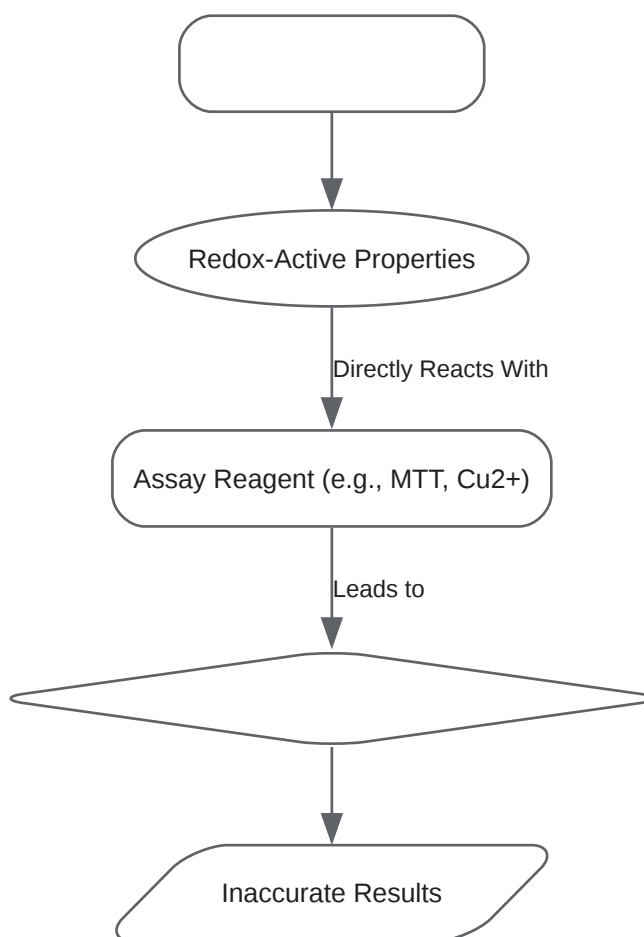 Redox-Active Properties
Directly Reacts With
Assay Reagent (e.g., MTT, Cu2+)
Leads to
Inaccurate Results